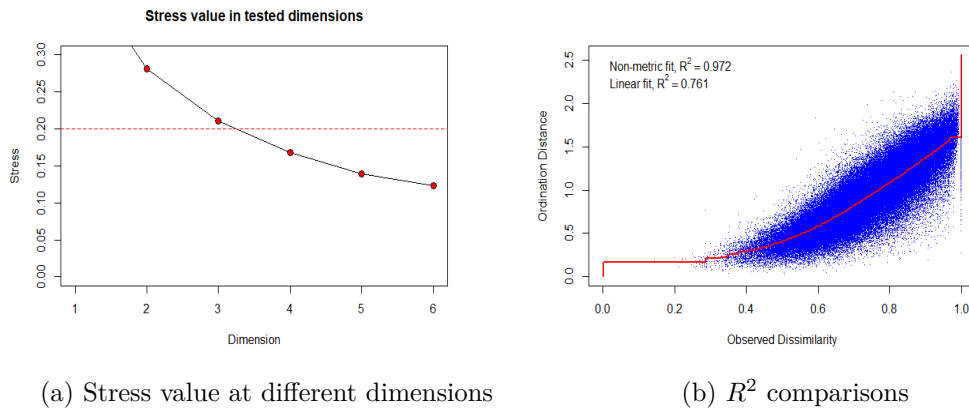 Stress value in tested dimensions
Stress
0.00 0.05 0.10 0.15 0.20 0.25 0.30
1 2 3 4 5 6
Dimension
Non-metric fit, R² = 0.972
Linear fit, R² = 0.761
Ordination Distance
0.0 0.5 1.0 1.5 2.0 2.5
0.0 0.2 0.4 0.6 0.8 1.0
Observed Dissimilarity
(a) Stress value at different dimensions
(b) R² comparisons